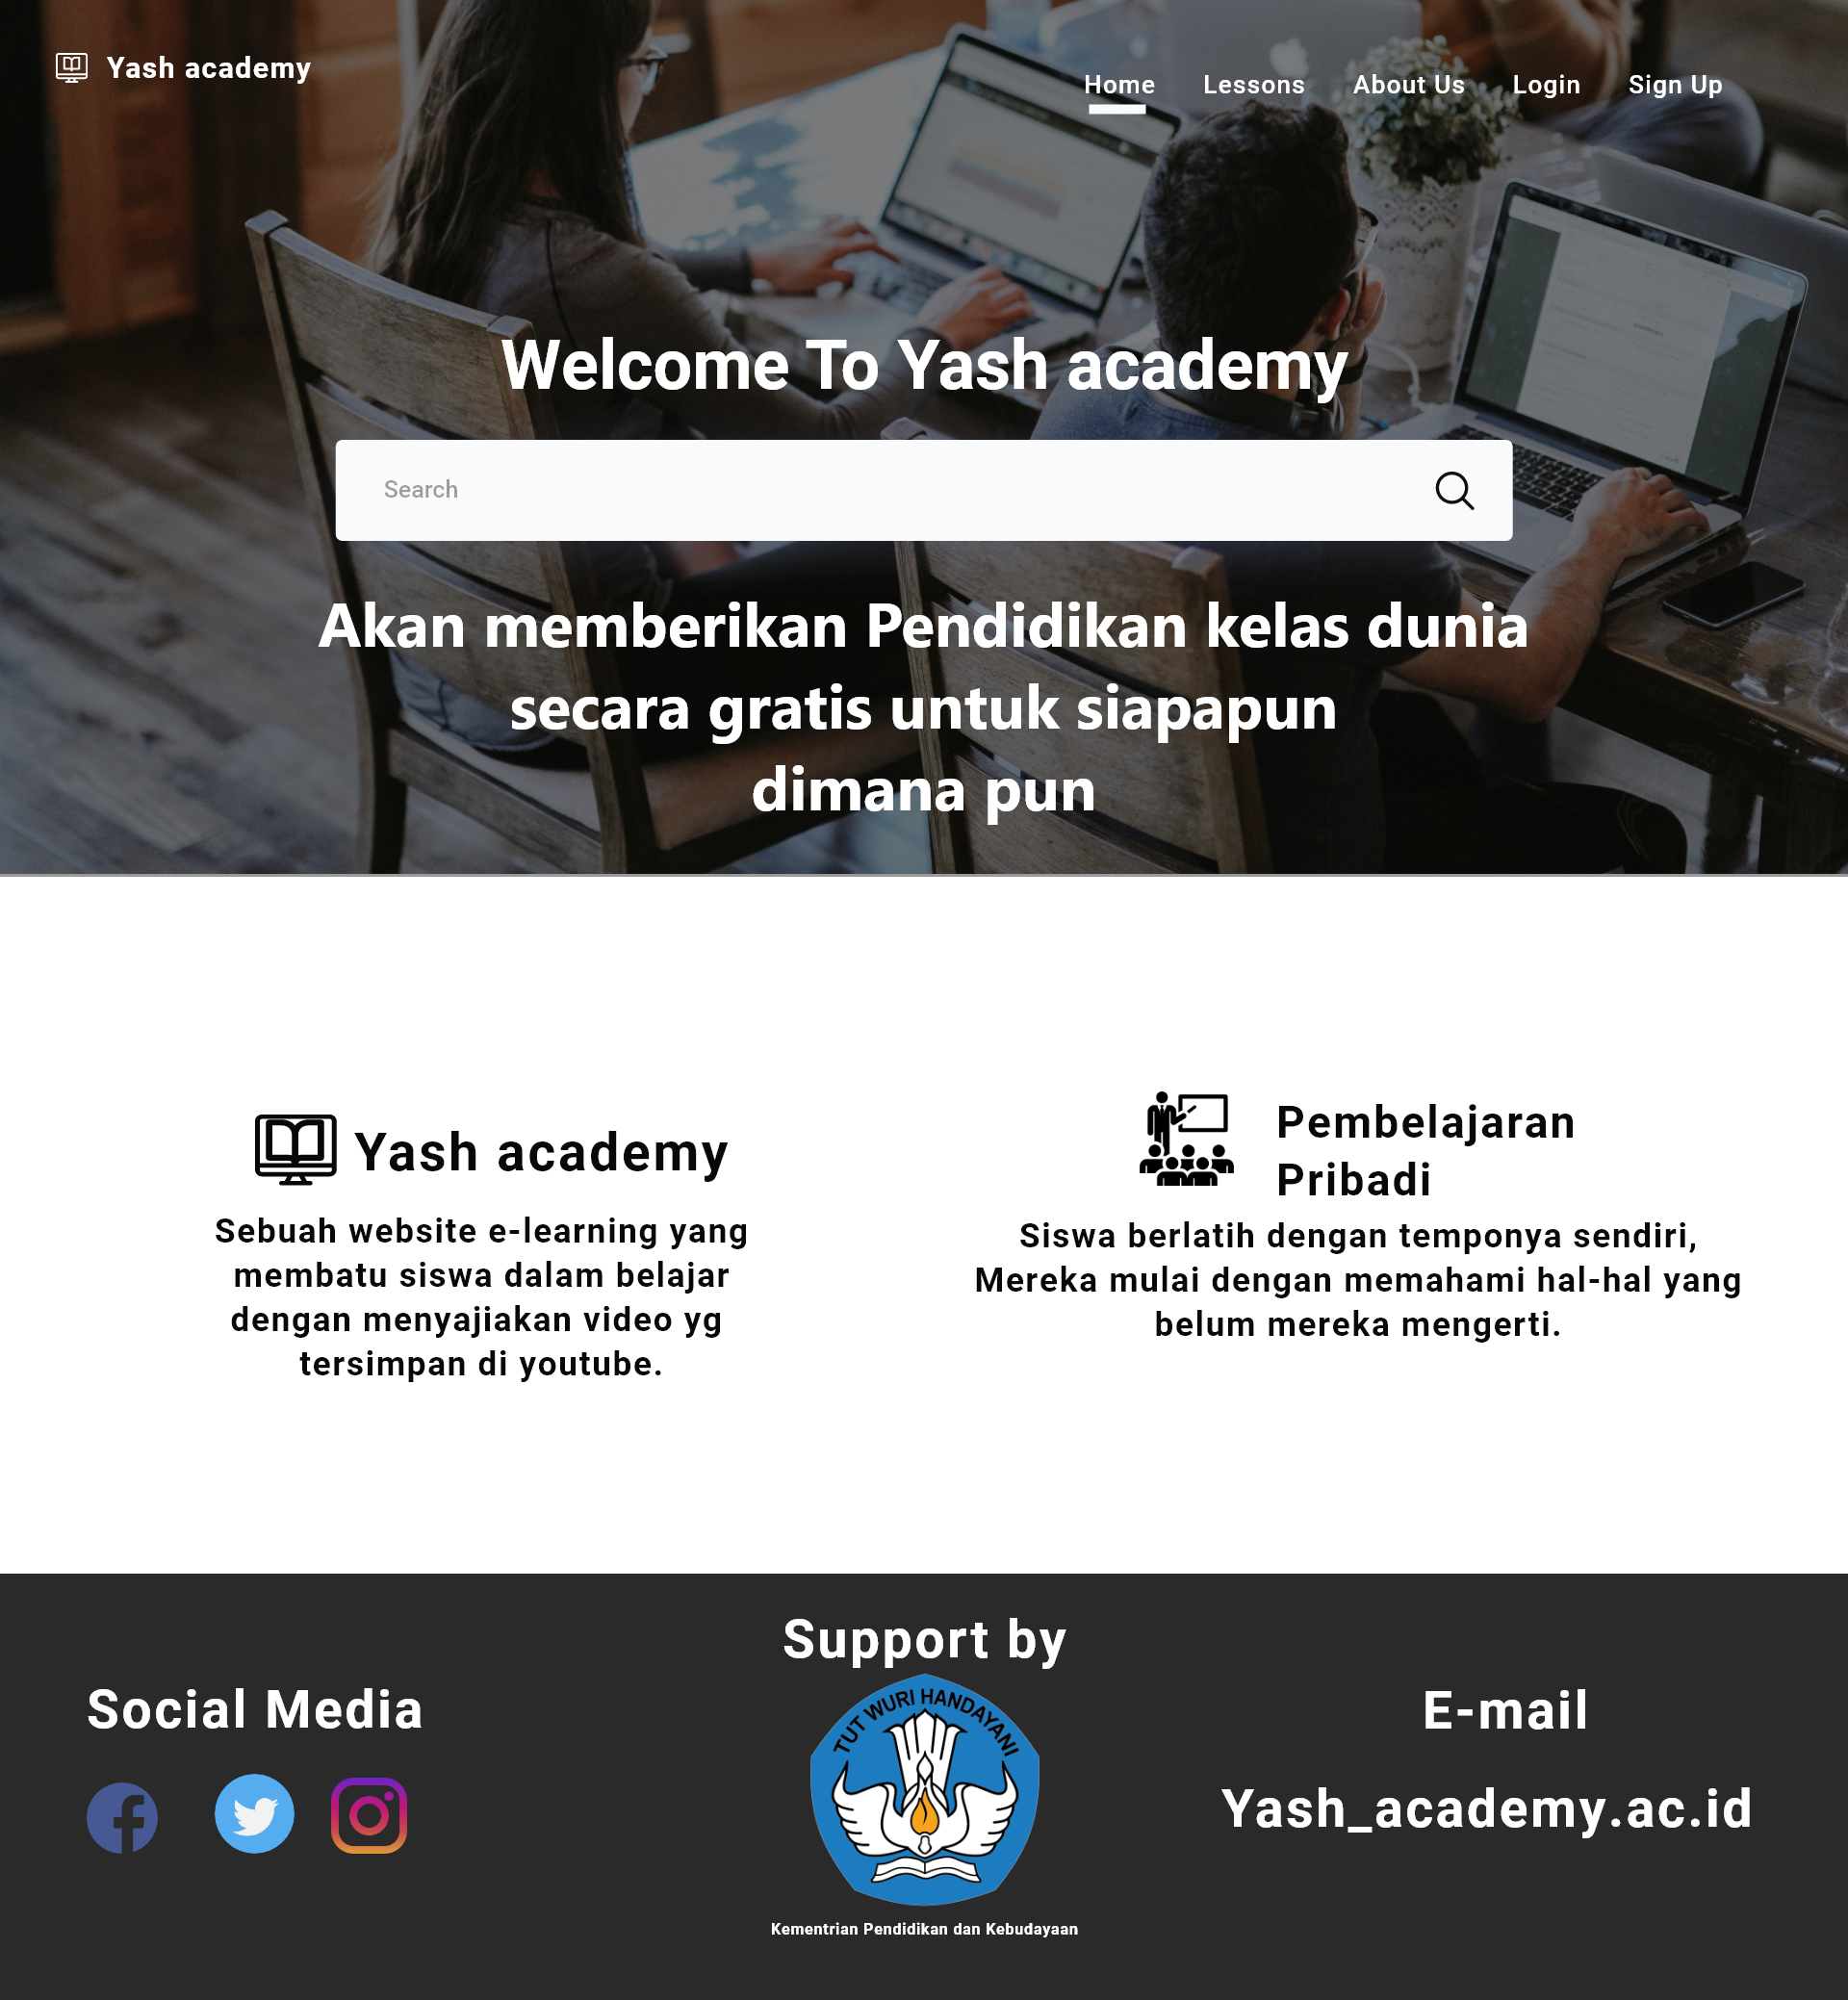 Yash academy
Home Lessons About Us Login Sign Up
Welcome To Yash academy
Search
Akan memberikan Pendidikan kelas dunia
secara gratis untuk siapapun
dimana pun
Yash academy
Sebuah website e-learning yang
membatu siswa dalam belajar
dengan menyajiakan video yg
tersimpan di youtube.
Pembelajaran
Pribadi
Siswa berlatih dengan temponya sendiri,
Mereka mulai dengan memahami hal-hal yang
belum mereka mengerti.
Social Media
Support by
TUT WURI HANDAYANI
Kementrian Pendidikan dan Kebudayaan
E-mail
Yash_academy.ac.id